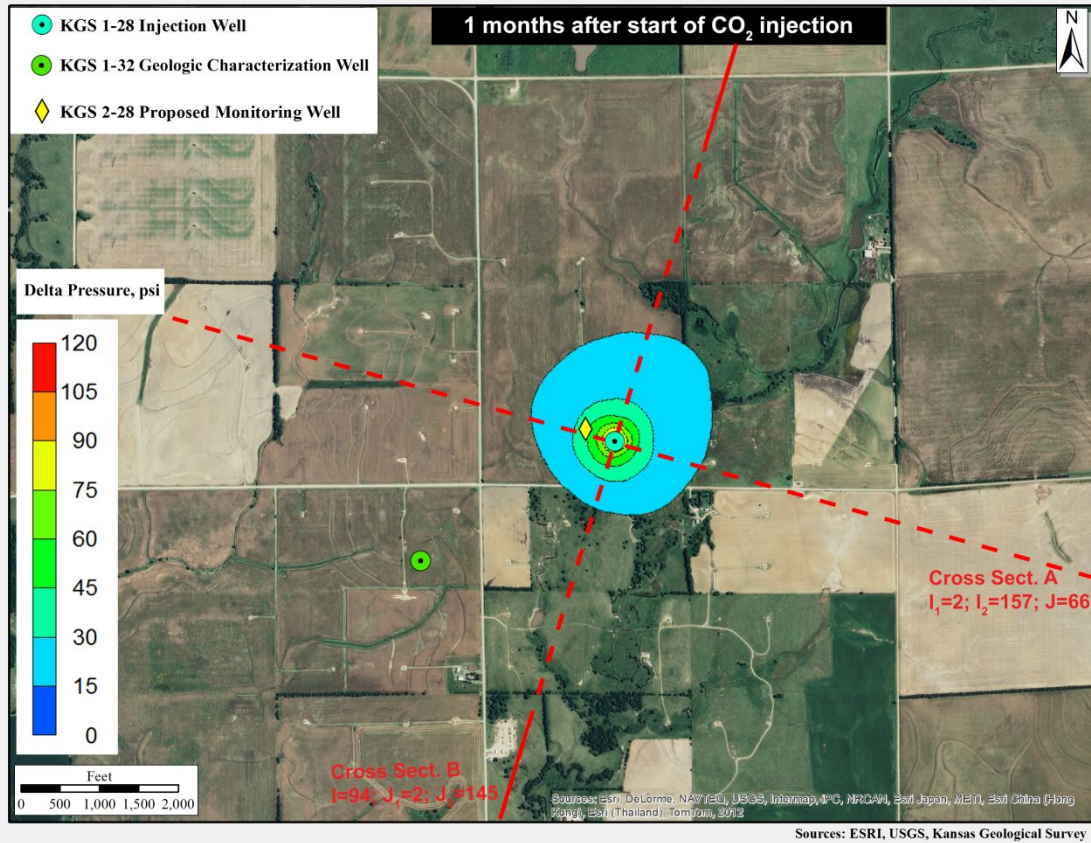 1 months after start of CO₂ injection
KGS 1-28 Injection Well
KGS 1-32 Geologic Characterization Well
KGS 2-28 Proposed Monitoring Well
N
Delta Pressure, psi
120
105
90
75
60
45
30
15
0
Cross Sect. A
I₁=2; I₂=157; J=66
Cross Sect. B
I=94; J₁=2; J₂=145
Feet
0 500 1,000 1,500 2,000
Sources: Esri, DeLorme, NAVTEQ, USGS, Intermap, iPC, NRCAN, Esri Japan, METI, Esri China (Hong
Kong), Esri (Thailand), TomTom, 2012
Sources: ESRI, USGS, Kansas Geological Survey